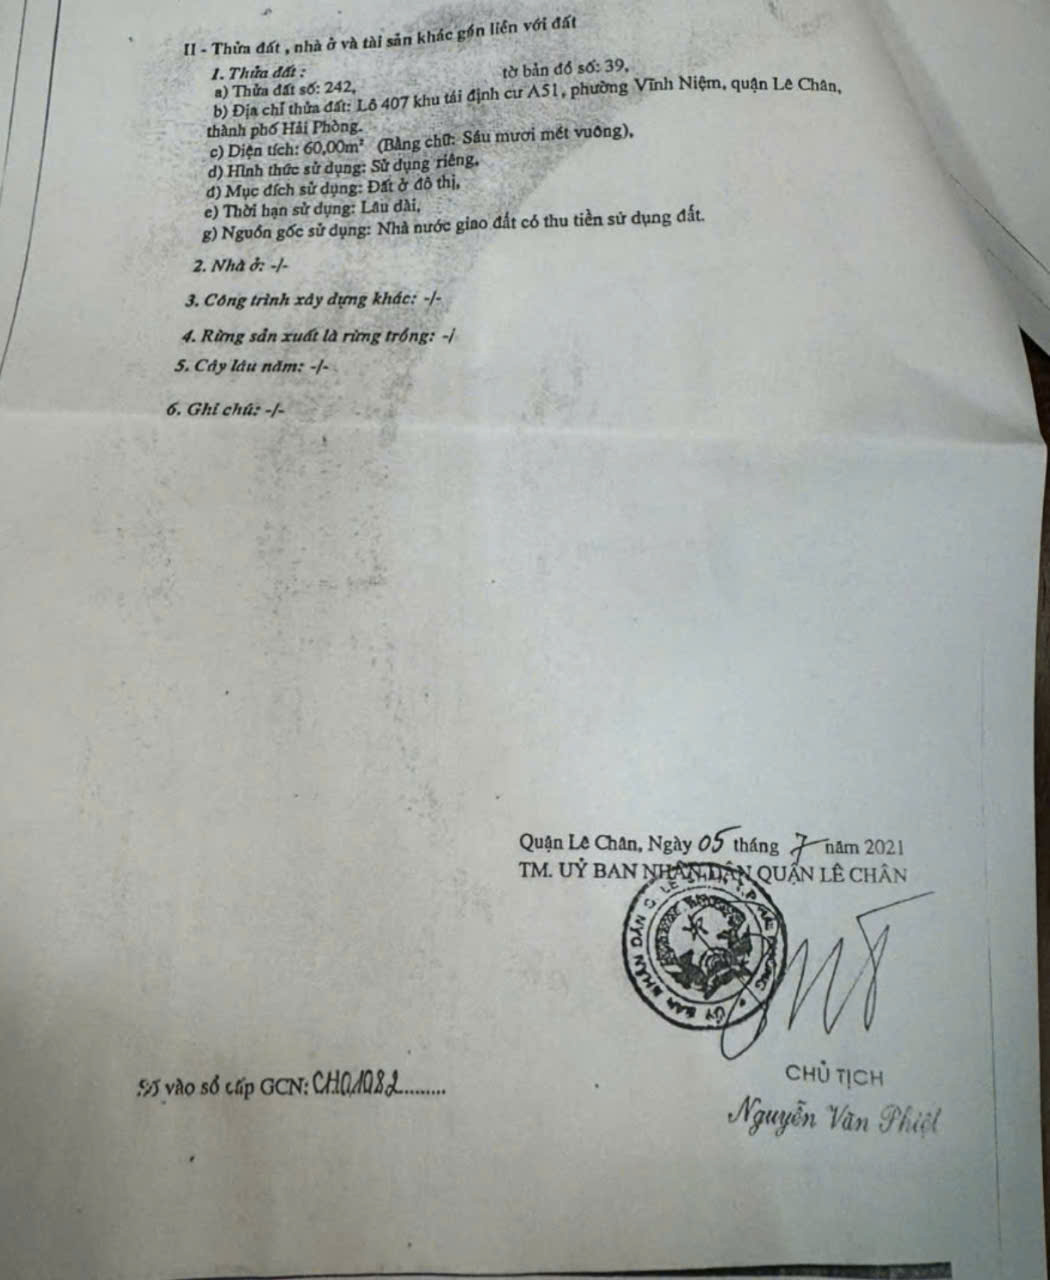 II - Thửa đất , nhà ở và tài sản khác gắn liền với đất
1. Thửa đất :
a) Thửa đất số: 242, tờ bản đồ số: 39,
b) Địa chỉ thửa đất: Lô 407 khu tái định cư A51, phường Vĩnh Niệm, quận Lê Chân,
thành phố Hải Phòng.
c) Diện tích: 60,00m² (Bằng chữ: Sáu mươi mét vuông),
d) Hình thức sử dụng: Sử dụng riêng,
đ) Mục đích sử dụng: Đất ở đô thị,
e) Thời hạn sử dụng: Lâu dài,
g) Nguồn gốc sử dụng: Nhà nước giao đất có thu tiền sử dụng đất.
2. Nhà ở: -/-
3. Công trình xây dựng khác: -/-
4. Rừng sản xuất là rừng trồng: -/
5. Cây lâu năm: -/-
6. Ghi chú: -/-
Quận Lê Chân, Ngày 05 tháng 7 năm 2021
TM. UỶ BAN NHÂN DÂN QUẬN LÊ CHÂN
ỦY BAN NHÂN DÂN Q. LÊ
CHỦ TỊCH
Nguyễn Văn Phiệt
Số vào sổ cấp GCN: CH01082.........